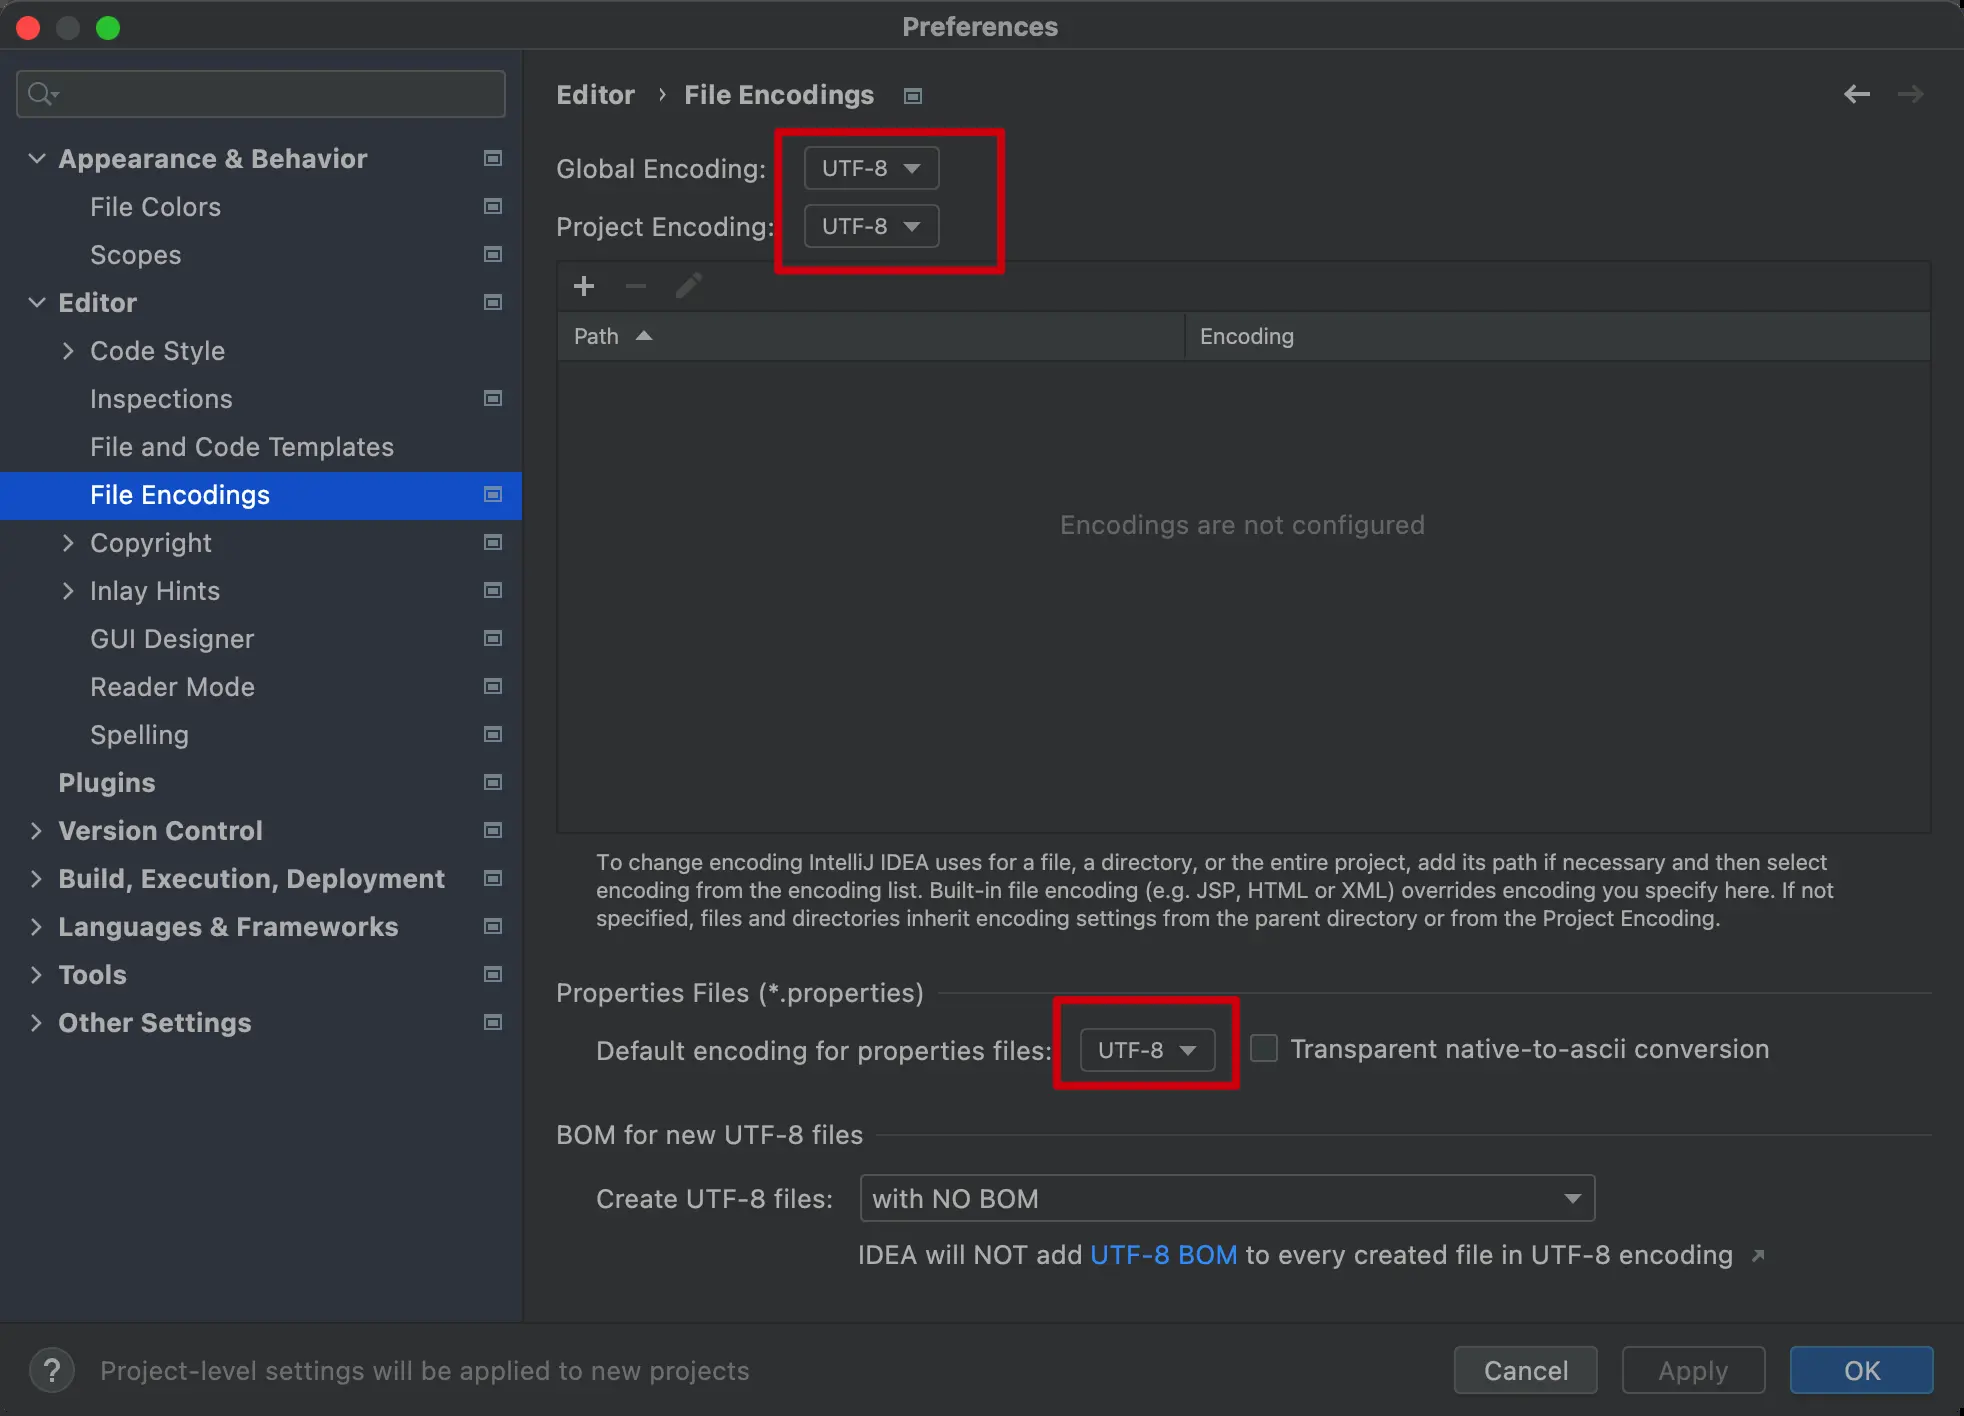 Preferences
Appearance & Behavior
File Colors
Scopes
Editor
Code Style
Inspections
File and Code Templates
File Encodings
Copyright
Inlay Hints
GUI Designer
Reader Mode
Spelling
Plugins
Version Control
Build, Execution, Deployment
Languages & Frameworks
Tools
Other Settings
Editor › File Encodings
Global Encoding: UTF-8
Project Encoding: UTF-8
Path Encoding
Encodings are not configured
To change encoding IntelliJ IDEA uses for a file, a directory, or the entire project, add its path if necessary and then select
encoding from the encoding list. Built-in file encoding (e.g. JSP, HTML or XML) overrides encoding you specify here. If not
specified, files and directories inherit encoding settings from the parent directory or from the Project Encoding.
Properties Files (*.properties)
Default encoding for properties files: UTF-8 Transparent native-to-ascii conversion
BOM for new UTF-8 files
Create UTF-8 files: with NO BOM
IDEA will NOT add UTF-8 BOM to every created file in UTF-8 encoding
? Project-level settings will be applied to new projects
Cancel Apply OK